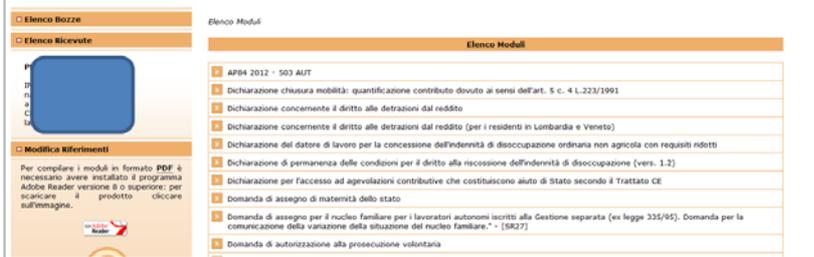 Elenco Bozze
Elenco Ricevute
Modifica Riferimenti
Per compilare i moduli in formato PDF è
necessario avere installato il programma
Adobe Reader versione 8 o superiore: per
scaricare il prodotto cliccare
sull'immagine.
Adobe
Reader
Elenco Moduli
Elenco Moduli
AP84 2012 - 503 AUT
Dichiarazione chiusura mobilità: quantificazione contributo dovuto ai sensi dell'art. 5 c. 4 L.223/1991
Dichiarazione concernente il diritto alle detrazioni dal reddito
Dichiarazione concernente il diritto alle detrazioni dal reddito (per i residenti in Lombardia e Veneto)
Dichiarazione del datore di lavoro per la concessione dell'indennità di disoccupazione ordinaria non agricola con requisiti ridotti
Dichiarazione di permanenza delle condizioni per il diritto alla riscossione dell'indennità di disoccupazione (vers. 1.2)
Dichiarazione per l'accesso ad agevolazioni contributive che costituiscono aiuto di Stato secondo il Trattato CE
Domanda di assegno di maternità dello stato
Domanda di assegno per il nucleo familiare per i lavoratori autonomi iscritti alla Gestione separata (ex legge 335/95). Domanda per la
comunicazione della variazione della situazione del nucleo familiare." - [SR27]
Domanda di autorizzazione alla prosecuzione volontaria